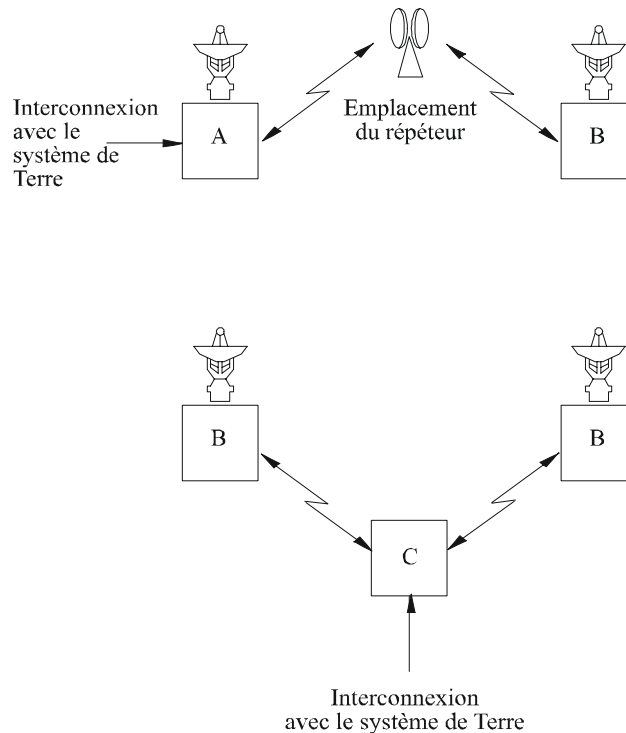 Interconnexion
avec le
système de
Terre
A
Emplacement
du répéteur
B
B
B
C
Interconnexion
avec le système de Terre